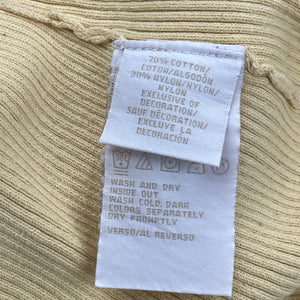 70% COTTON/
COTON/ALGODÓN
30% NYLON/NYLON/
NYLON
EXCLUSIVE OF
DECORATION/
SAUF DÉCORATION/
EXCLUYE LA
DECORACIÓN
WASH AND DRY
INSIDE OUT
WASH COLD. DARK
COLORS SEPARATELY
DRY PROMPTLY
VERSO/AL REVERSO